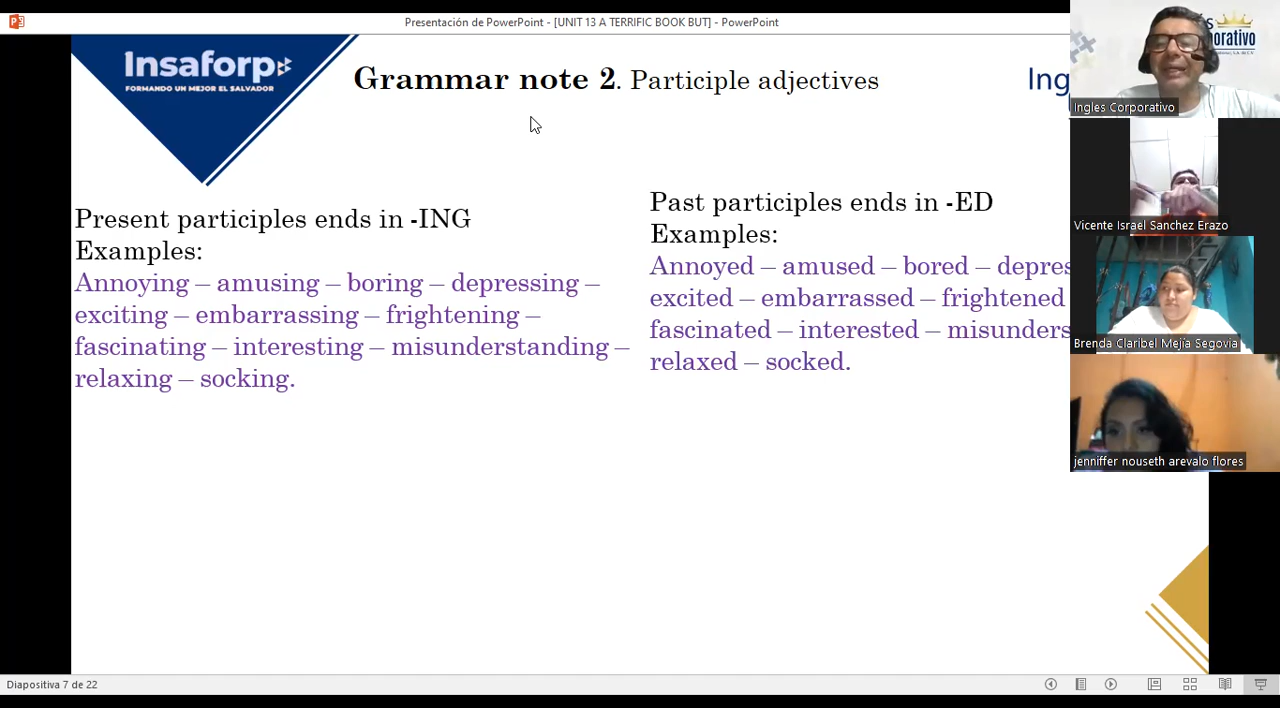 Presentación de PowerPoint - [UNIT 13 A TERRIFIC BOOK BUT] - PowerPoint
Insaforp
FORMANDO UN MEJOR EL SALVADOR
Grammar note 2. Participle adjectives
Ing
Ingles Corporativo
Vicente Israel Sanchez Erazo
Brenda Claribel Mejía Segovia
jenniffer nouseth arevalo flores
Present participles ends in -ING
Examples:
Annoying – amusing – boring – depressing –
exciting – embarrassing – frightening –
fascinating – interesting – misunderstanding –
relaxing – socking.
Past participles ends in -ED
Examples:
Annoyed – amused – bored – depres
excited – embarrassed – frightened
fascinated – interested – misunders
relaxed – socked.
Diapositiva 7 de 22